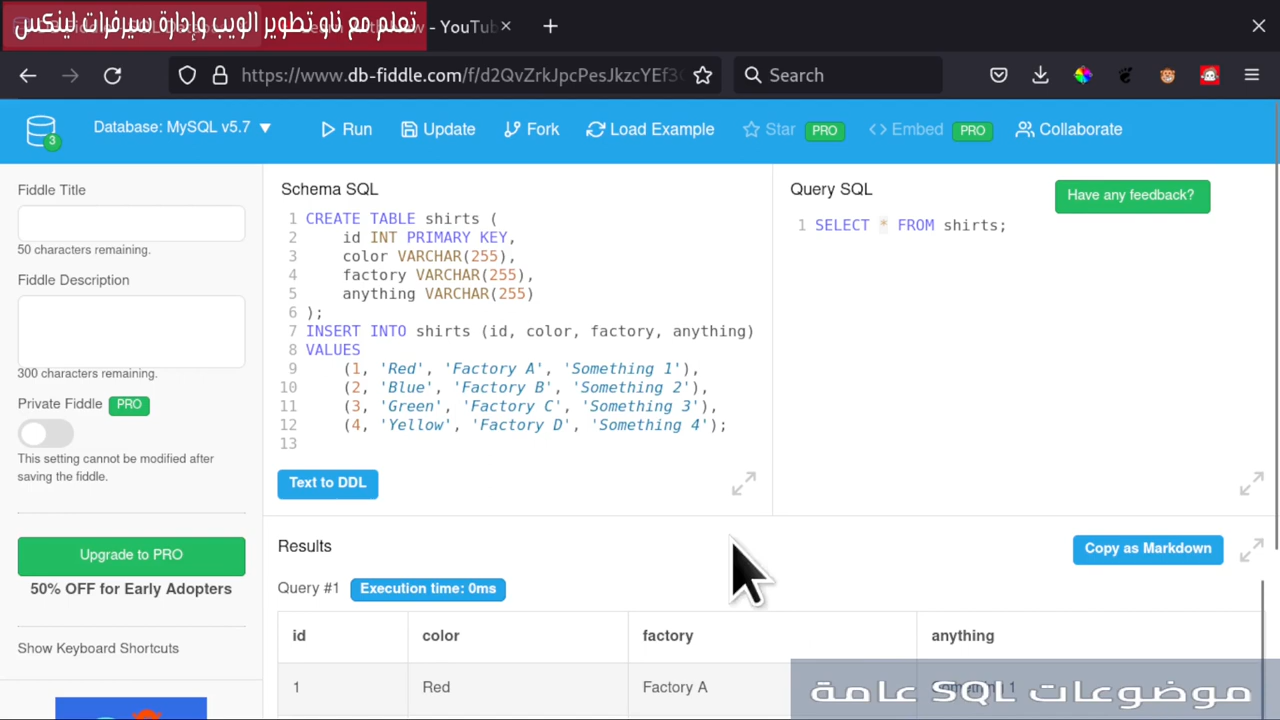 تعلم مع ناو تطوير الويب وإدارة سيرفرات لينكس
- YouTub
https://www.db-fiddle.com/f/d2QvZrkJpcPesJkzcYEf3
Search
3
Database: MySQL v5.7
Run
Update
Fork
Load Example
Star PRO
Embed PRO
Collaborate
Fiddle Title
50 characters remaining.
Fiddle Description
300 characters remaining.
Private Fiddle PRO
This setting cannot be modified after
saving the fiddle.
Upgrade to PRO
50% OFF for Early Adopters
Show Keyboard Shortcuts
Schema SQL
1 CREATE TABLE shirts (
2 id INT PRIMARY KEY,
3 color VARCHAR(255),
4 factory VARCHAR(255),
5 anything VARCHAR(255)
6 );
7 INSERT INTO shirts (id, color, factory, anything)
8 VALUES
9 (1, 'Red', 'Factory A', 'Something 1'),
10 (2, 'Blue', 'Factory B', 'Something 2'),
11 (3, 'Green', 'Factory C', 'Something 3'),
12 (4, 'Yellow', 'Factory D', 'Something 4');
13
Text to DDL
Query SQL
Have any feedback?
1 SELECT * FROM shirts;
Results
Copy as Markdown
Query #1 Execution time: 0ms
id color factory anything
1 Red Factory A
موضوعات SQL عامة